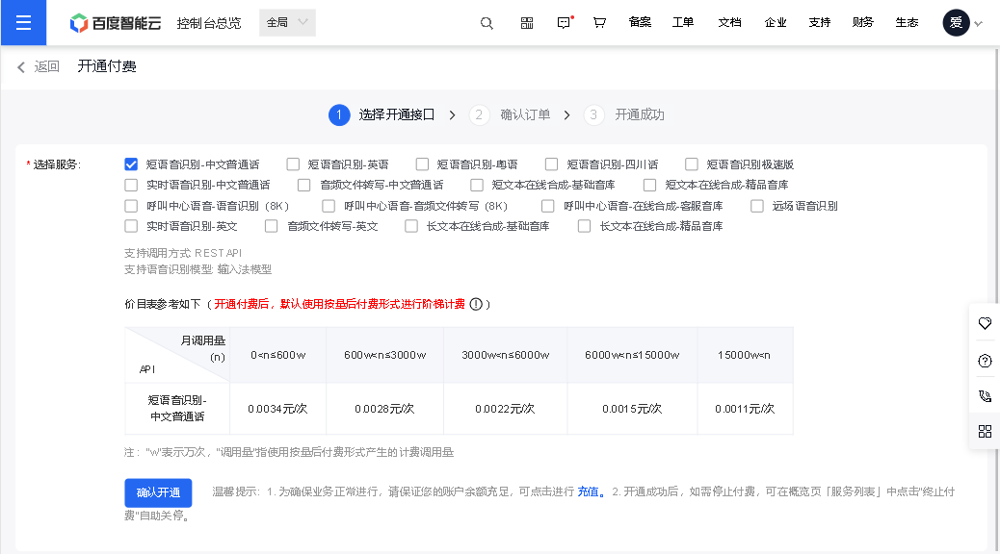 百度智能云 控制台总览 全局 备案 工单 文档 企业 支持 财务 生态 爱
返回 开通付费
1 选择开通接口 2 确认订单 3 开通成功
* 选择服务: 短语音识别-中文普通话 短语音识别-英语 短语音识别-粤语 短语音识别-四川话 短语音识别极速版
实时语音识别-中文普通话 音频文件转写-中文普通话 短文本在线合成-基础音库 短文本在线合成-精品音库
呼叫中心语音-语音识别（8K） 呼叫中心语音-音频文件转写（8K） 呼叫中心语音-在线合成-客服音库 远场语音识别
实时语音识别-英文 音频文件转写-英文 长文本在线合成-基础音库 长文本在线合成-精品音库
支持调用方式: REST API
支持语音识别模型: 输入法模型
价目表参考如下（开通付费后，默认使用按量后付费形式进行阶梯计费）
月调用量
(n)
API
0<n≤600w 600w<n≤3000w 3000w<n≤6000w 6000w<n≤15000w 15000w<n
短语音识别-
中文普通话
0.0034元/次 0.0028元/次 0.0022元/次 0.0015元/次 0.0011元/次
注："w"表示万次，"调用量"指使用按量后付费形式产生的计费调用量
确认开通 温馨提示：1. 为确保业务正常进行，请保证您的账户余额充足，可点击进行 充值。2. 开通成功后，如需停止付费，可在概览页「服务列表」中点击"终止付
费"自助关停。